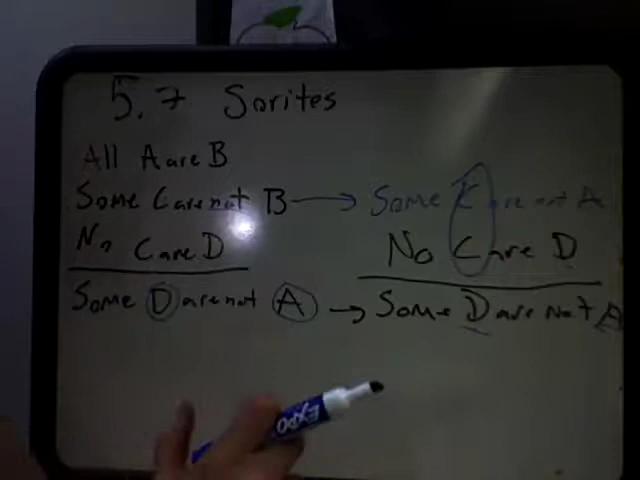 5.7 Sorites
All A are B
Some C are not B → Some C are not A
No C are D No C are D
Some D are not A → Some D are not A
EXPO